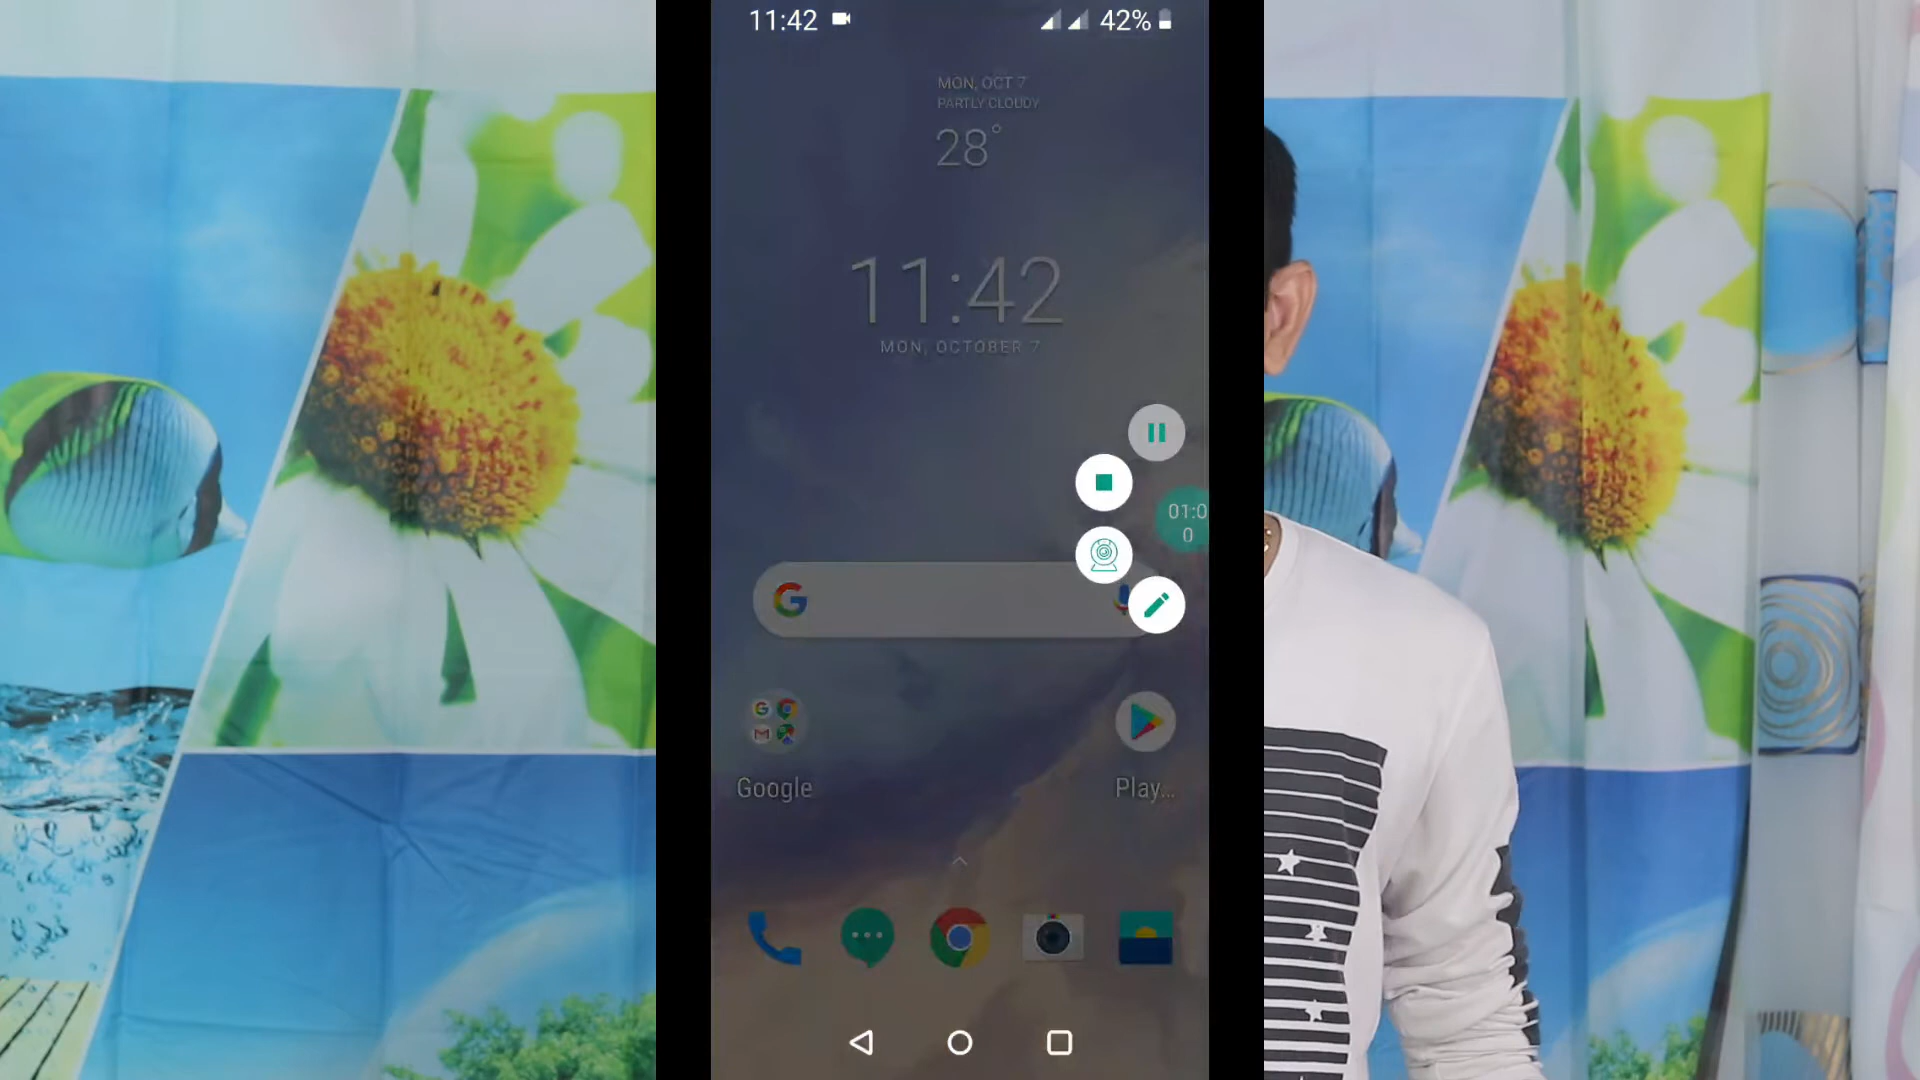 11:42
42%
MON, OCT 7
PARTLY CLOUDY
28°
11:42
MON, OCTOBER 7
01:0
0
Google
Play...